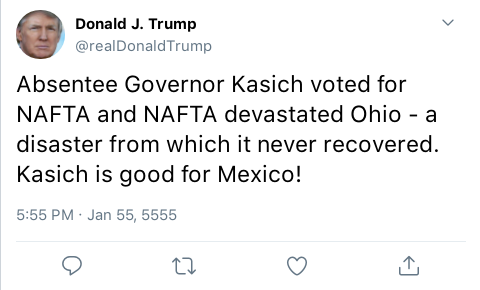 Donald J. Trump
@realDonaldTrump
Absentee Governor Kasich voted for
NAFTA and NAFTA devastated Ohio - a
disaster from which it never recovered.
Kasich is good for Mexico!
5:55 PM · Jan 55, 5555